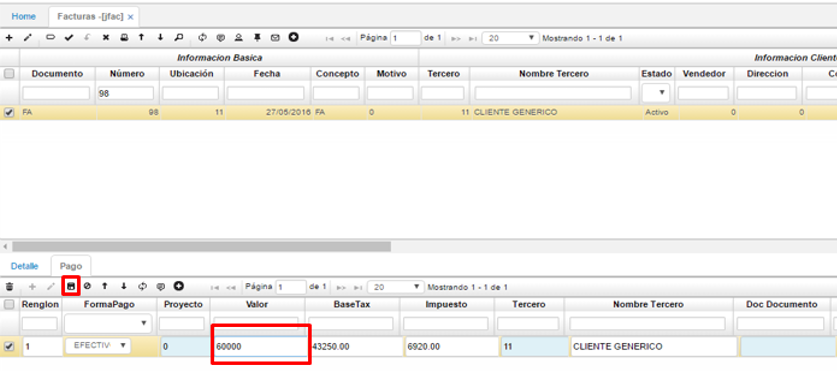 Home Facturas -[jfac] x
Página 1 de 1 20 Mostrando 1 - 1 de 1
Informacion Basica Informacion Cliente
Documento Número Ubicación Fecha Concepto Motivo Tercero Nombre Tercero Estado Vendedor Direccion
98
FA 98 11 27/05/2016 FA 0 11 CLIENTE GENERICO Activo 0 0
Detalle Pago
Página 1 de 1 20 Mostrando 1 - 1 de 1
Renglon FormaPago Proyecto Valor BaseTax Impuesto Tercero Nombre Tercero Doc Documento
1 EFECTIV 0 60000 43250.00 6920.00 11 CLIENTE GENERICO